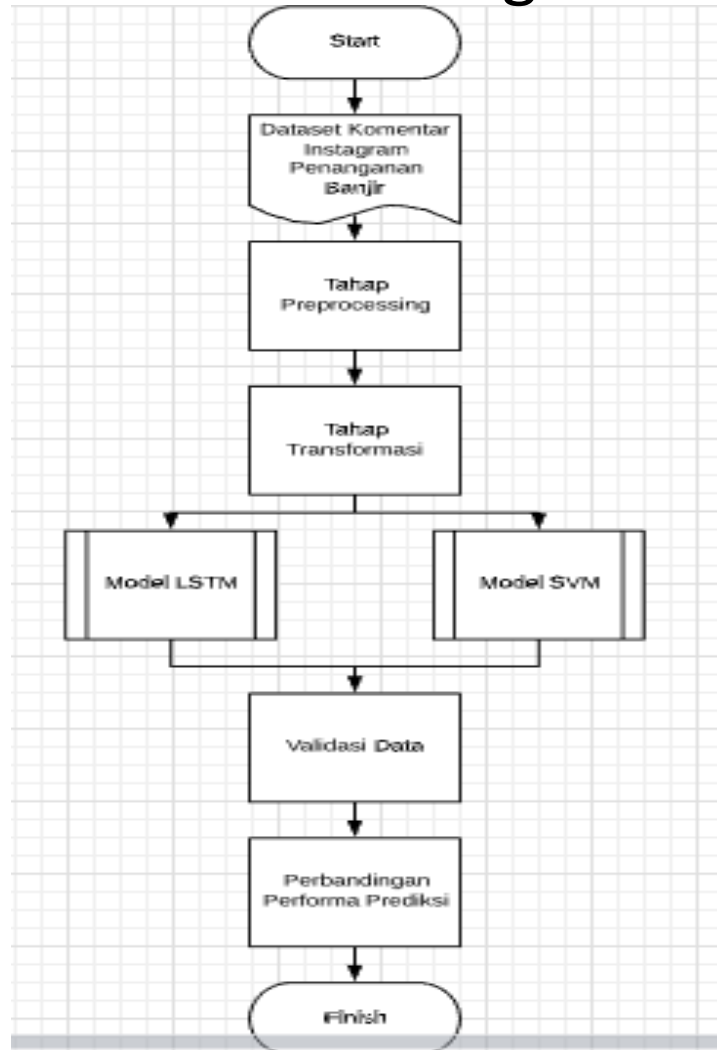 Start
Dataset Komentar
Instagram
Penanganan
Banjir
Tahap
Preprocessing
Tahap
Transformasi
Model LSTM
Model SVM
Validasi Data
Perbandingan
Performa Prediksi
Finish